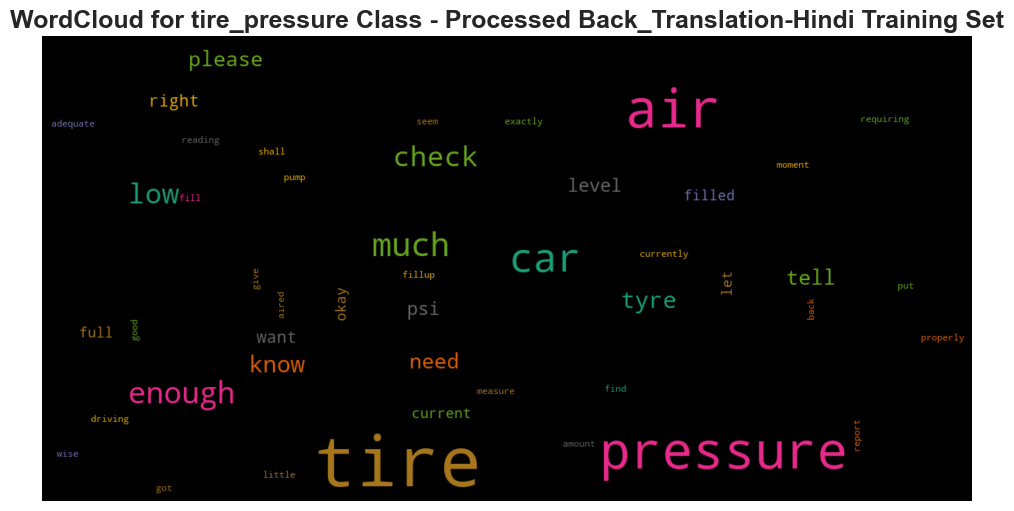 WordCloud for tire_pressure Class - Processed Back_Translation-Hindi Training Set
please
right
air
adequate
seem
exactly
requiring
reading
shall
check
moment
pump
level
low
fill
filled
much
car
currently
fillup
give
tell
let
put
aired
okay
tyre
back
psi
good
full
want
properly
know
need
enough
measure
find
current
driving
tire
pressure
amount
report
wise
little
got